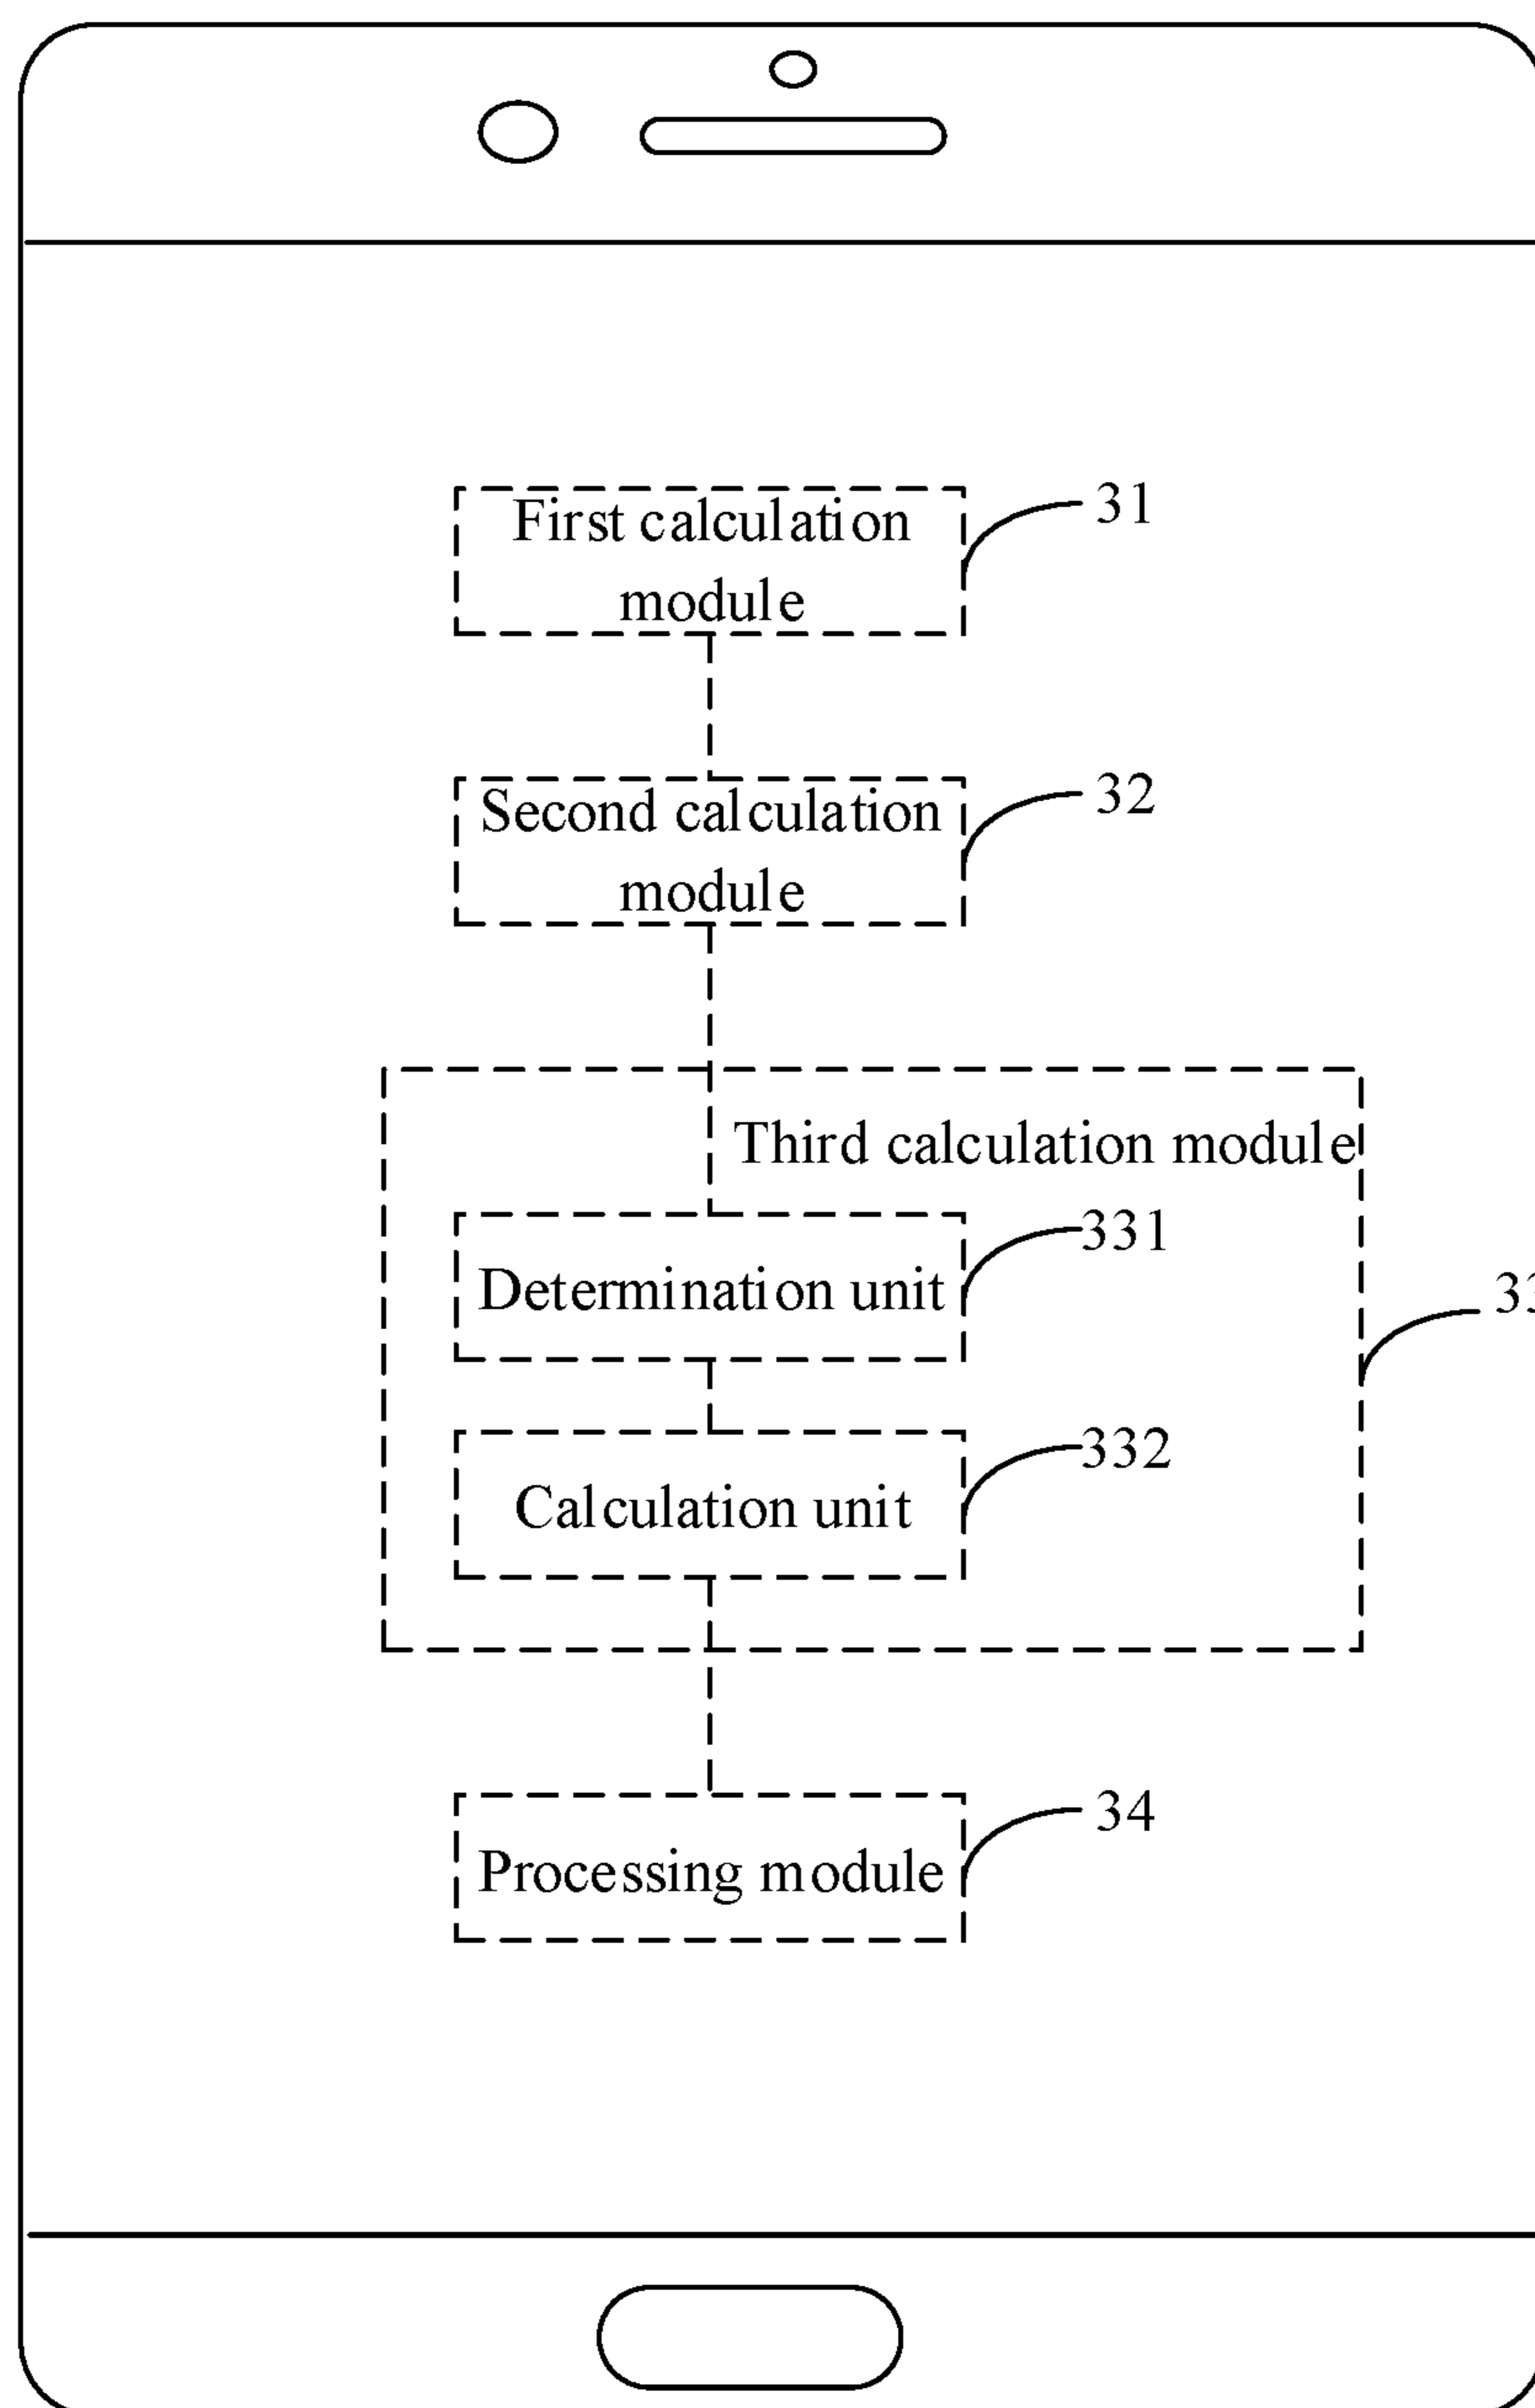 First calculation
module
31
Second calculation
module
32
Third calculation module
331
Determination unit
33
332
Calculation unit
34
Processing module